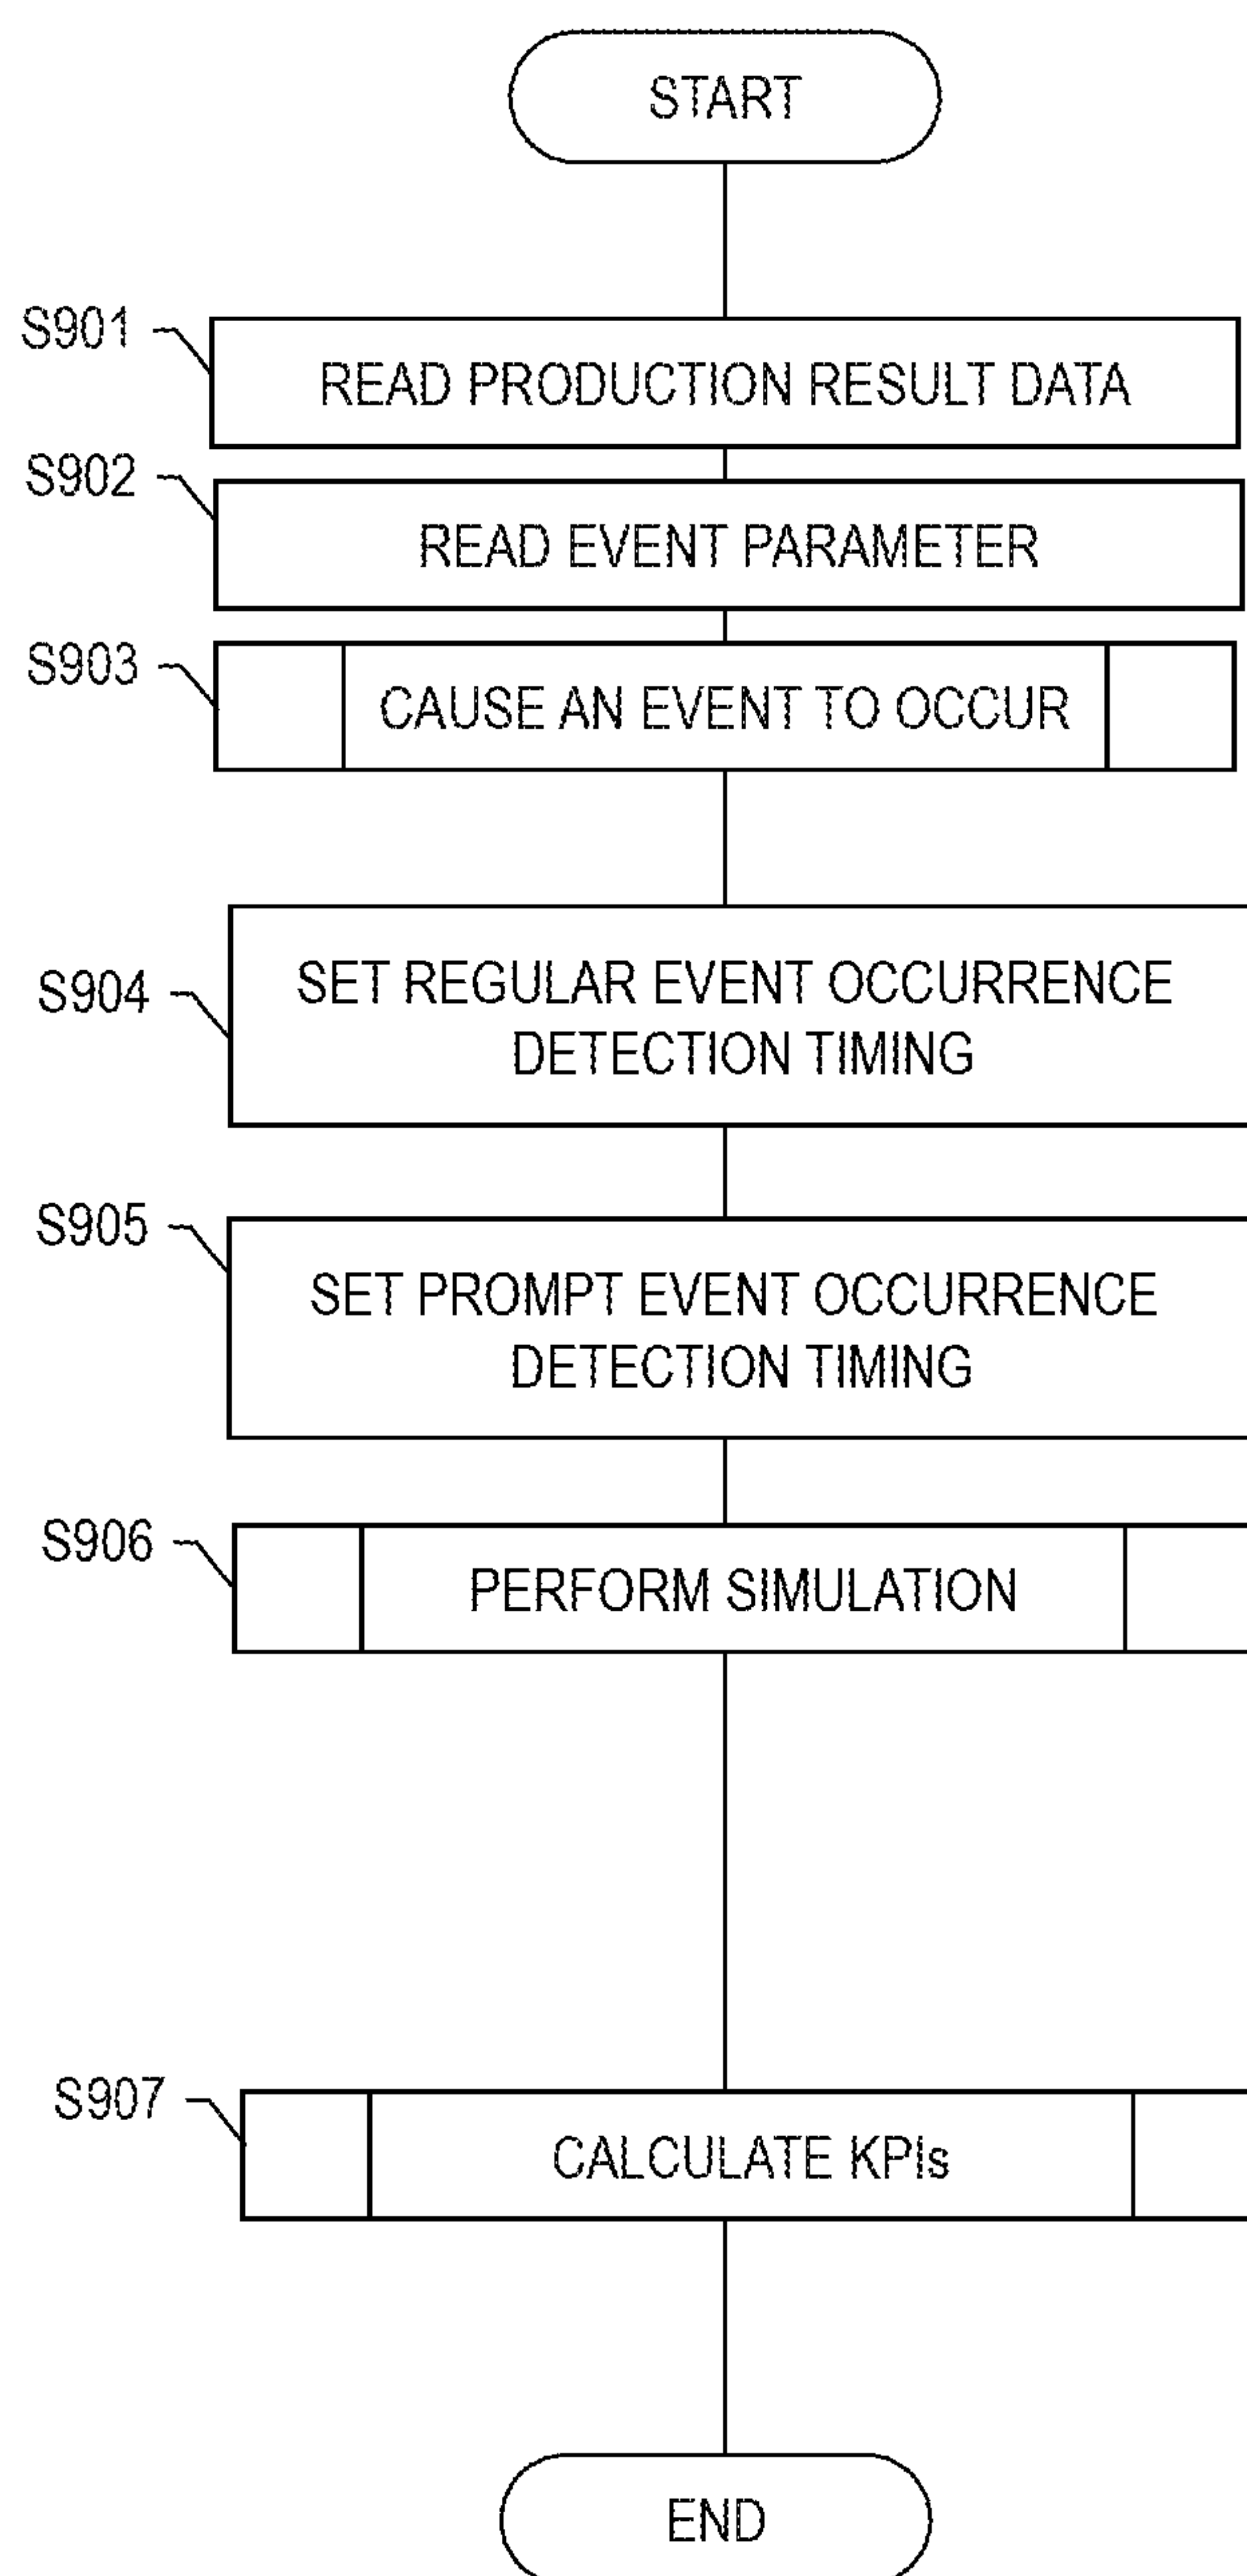 START
S901
READ PRODUCTION RESULT DATA
S902
READ EVENT PARAMETER
S903
CAUSE AN EVENT TO OCCUR
S904
SET REGULAR EVENT OCCURRENCE
DETECTION TIMING
S905
SET PROMPT EVENT OCCURRENCE
DETECTION TIMING
S906
PERFORM SIMULATION
S907
CALCULATE KPIs
END